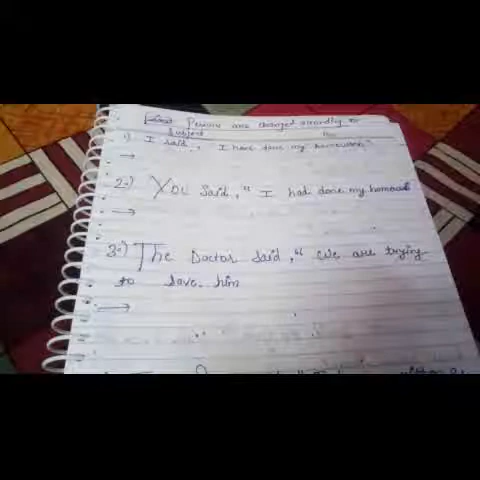 First Persons are changed according to
Subject
1) I said, "I have done my homework"
→
2.) You said, "I had done my homework
→
3.) The Doctor said, "We are trying
to save him
→